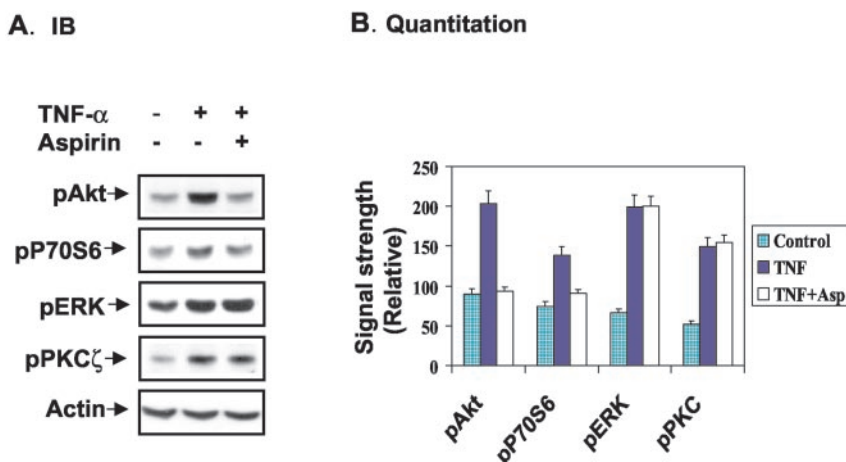 A. IB
TNF-α - + +
Aspirin - - +
pAkt
pP70S6
pERK
pPKCζ
Actin
B. Quantitation
Signal strength
(Relative)
250
200
150
100
50
0
pAkt
pP70S6
pERK
pPKC
Control
TNF
TNF+Asp